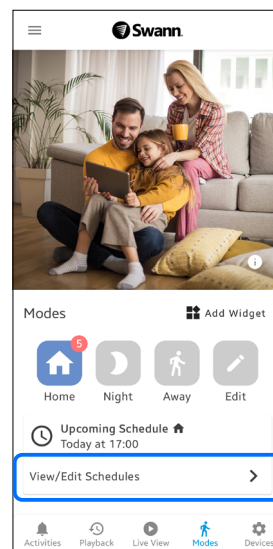 Swann
Modes
Add Widget
5
Home Night Away Edit
Upcoming Schedule
Today at 17:00
View/Edit Schedules
Activities Playback Live View Modes Devices